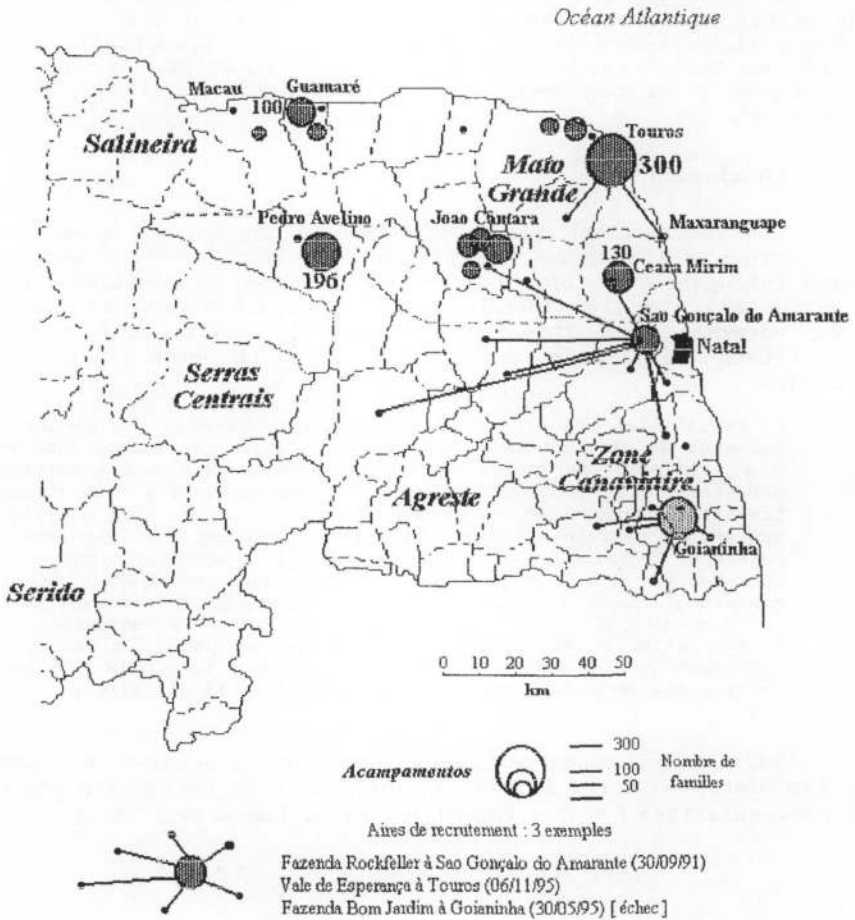 Océan Atlantique
Macau
Guamaré
100
Salineira
Touros
300
Mato
Grande
Pedro Avelino
196
Joao Câmara
Maxaranguape
130
Ceara Mirim
Sao Gonçalo do Amarante
Natal
Serras
Centrais
Zone
Canavieire
Agreste
Goianinha
Serido
0 10 20 30 50
km
Acampamentos
300
100
50
Nombre de
familles
Aires de recrutement : 3 exemples
Fazenda Rockfeller à Sao Gonçalo do Amarante (30/09/91)
Vale de Esperança à Touros (06/11/95)
Fazenda Bom Jardim à Goianinha (30/05/95) [ échec ]